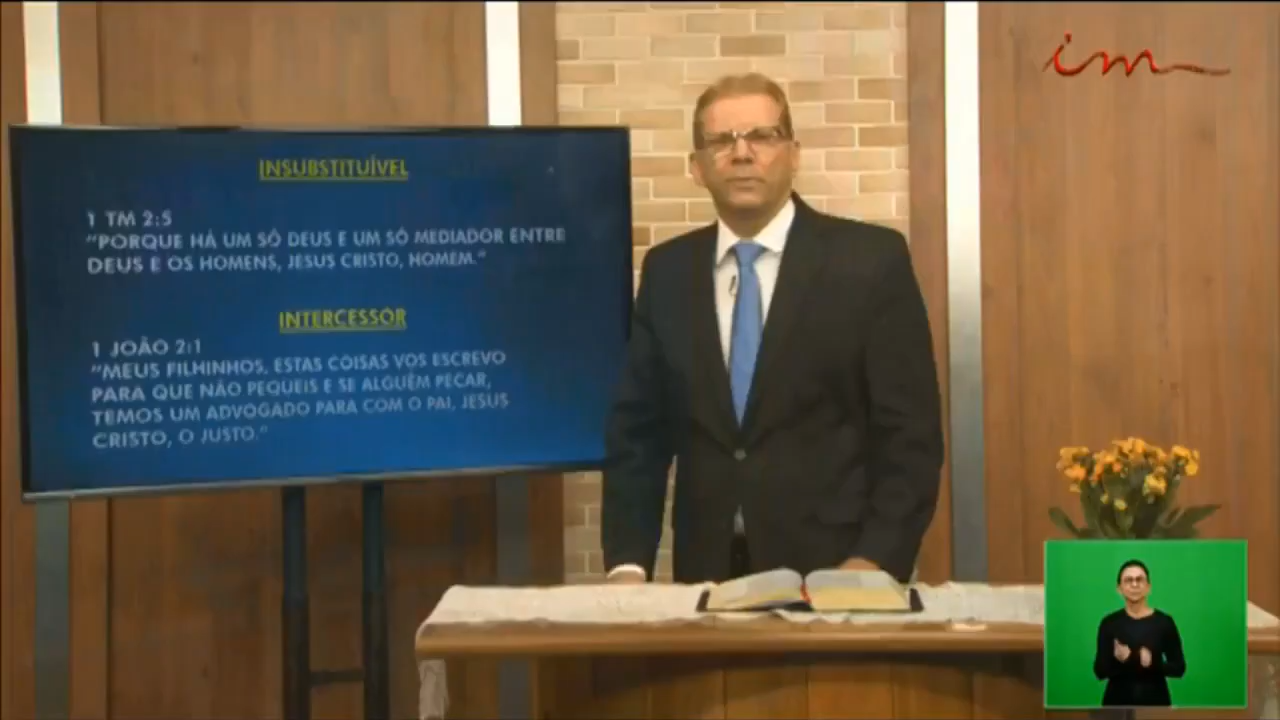 im
INSUBSTITUÍVEL
1 TM 2:5
"PORQUE HÁ UM SÓ DEUS E UM SÓ MEDIADOR ENTRE
DEUS E OS HOMENS, JESUS CRISTO, HOMEM."
INTERCESSOR
1 JOÃO 2:1
"MEUS FILHINHOS, ESTAS COISAS VOS ESCREVO
PARA QUE NÃO PEQUEIS E SE ALGUÉM PECAR,
TEMOS UM ADVOGADO PARA COM O PAI, JESUS
CRISTO, O JUSTO."